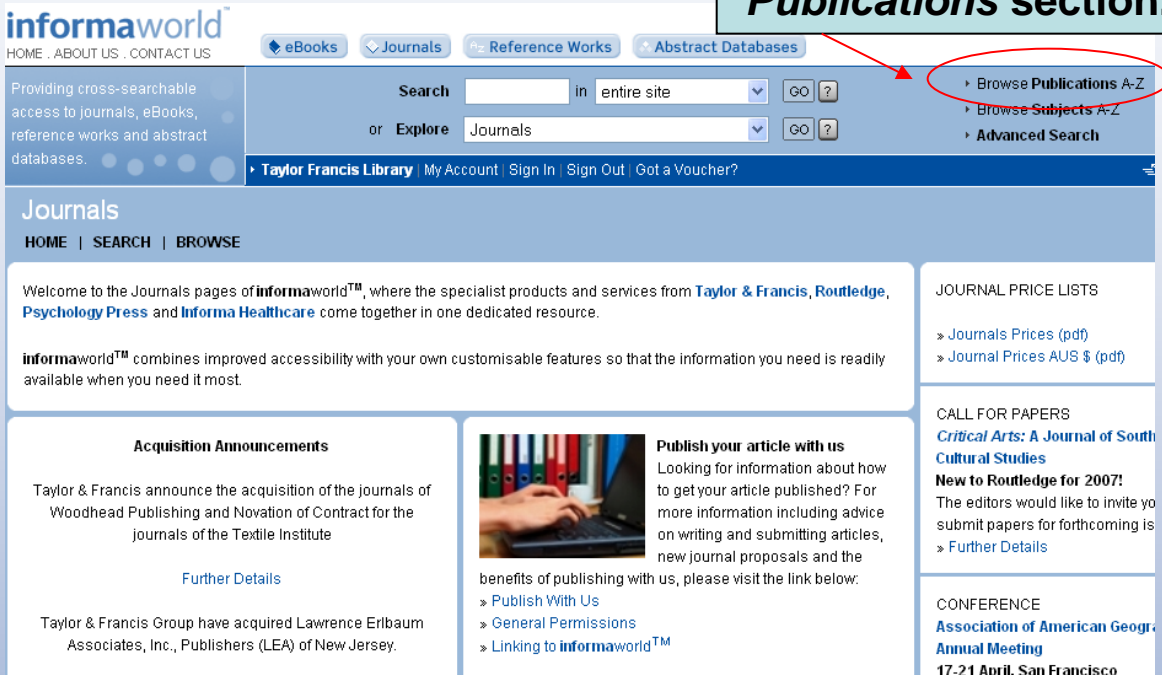 Publications section.
informaworld™
HOME . ABOUT US . CONTACT US
eBooks
Journals
Reference Works
Abstract Databases
Providing cross-searchable
access to journals, eBooks,
reference works and abstract
databases.
Search in entire site GO ?
or Explore Journals GO ?
Browse Publications A-Z
Browse Subjects A-Z
Advanced Search
Taylor Francis Library | My Account | Sign In | Sign Out | Got a Voucher?
Journals
HOME | SEARCH | BROWSE
Welcome to the Journals pages of informaworld™, where the specialist products and services from Taylor & Francis, Routledge,
Psychology Press and Informa Healthcare come together in one dedicated resource.
informaworld™ combines improved accessibility with your own customisable features so that the information you need is readily
available when you need it most.
Acquisition Announcements
Taylor & Francis announce the acquisition of the journals of
Woodhead Publishing and Novation of Contract for the
journals of the Textile Institute
Further Details
Taylor & Francis Group have acquired Lawrence Erlbaum
Associates, Inc., Publishers (LEA) of New Jersey.
Publish your article with us
Looking for information about how
to get your article published? For
more information including advice
on writing and submitting articles,
new journal proposals and the
benefits of publishing with us, please visit the link below:
» Publish With Us
» General Permissions
» Linking to informaworld™
JOURNAL PRICE LISTS
» Journals Prices (pdf)
» Journal Prices AUS $ (pdf)
CALL FOR PAPERS
Critical Arts: A Journal of South
Cultural Studies
New to Routledge for 2007!
The editors would like to invite yo
submit papers for forthcoming is
» Further Details
CONFERENCE
Association of American Geogra
Annual Meeting
17-21 April, San Francisco